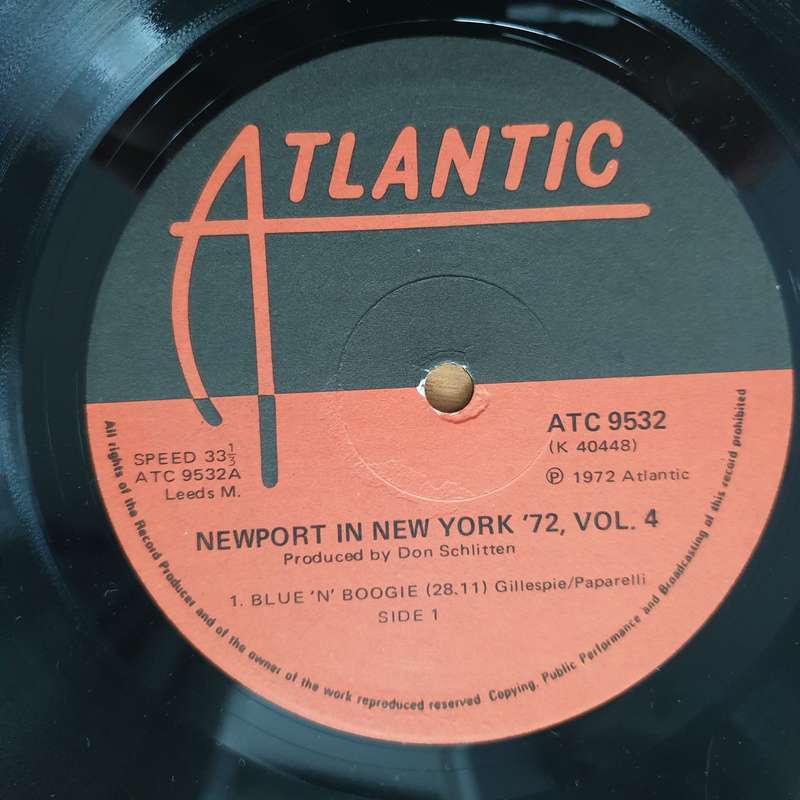 ATLANTIC
SPEED 33⅓
ATC 9532A
Leeds M.
ATC 9532
(K 40448)
Ⓟ 1972 Atlantic
NEWPORT IN NEW YORK '72, VOL. 4
Produced by Don Schlitten
1. BLUE 'N' BOOGIE (28.11) Gillespie/Paparelli
SIDE 1
All rights of the Record Producer and of the owner of the work reproduced reserved Copying, Public Performance and Broadcasting of this record prohibited